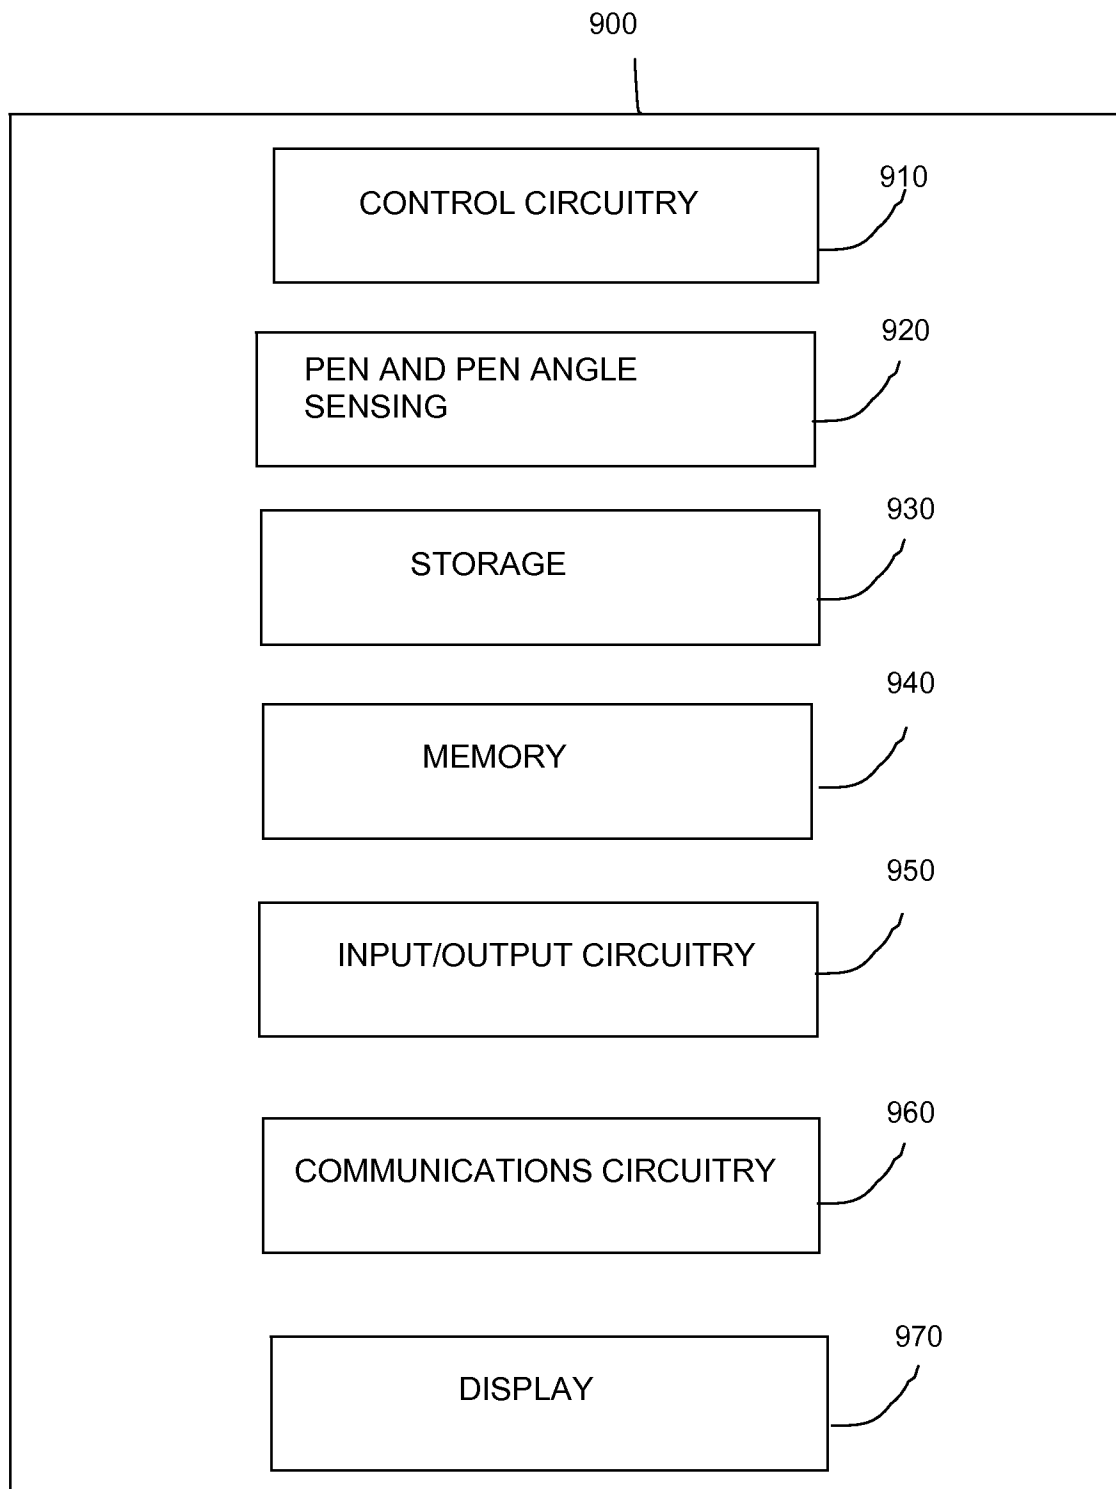 900
CONTROL CIRCUITRY
910
920
PEN AND PEN ANGLE
SENSING
930
STORAGE
940
MEMORY
950
INPUT/OUTPUT CIRCUITRY
960
COMMUNICATIONS CIRCUITRY
970
DISPLAY